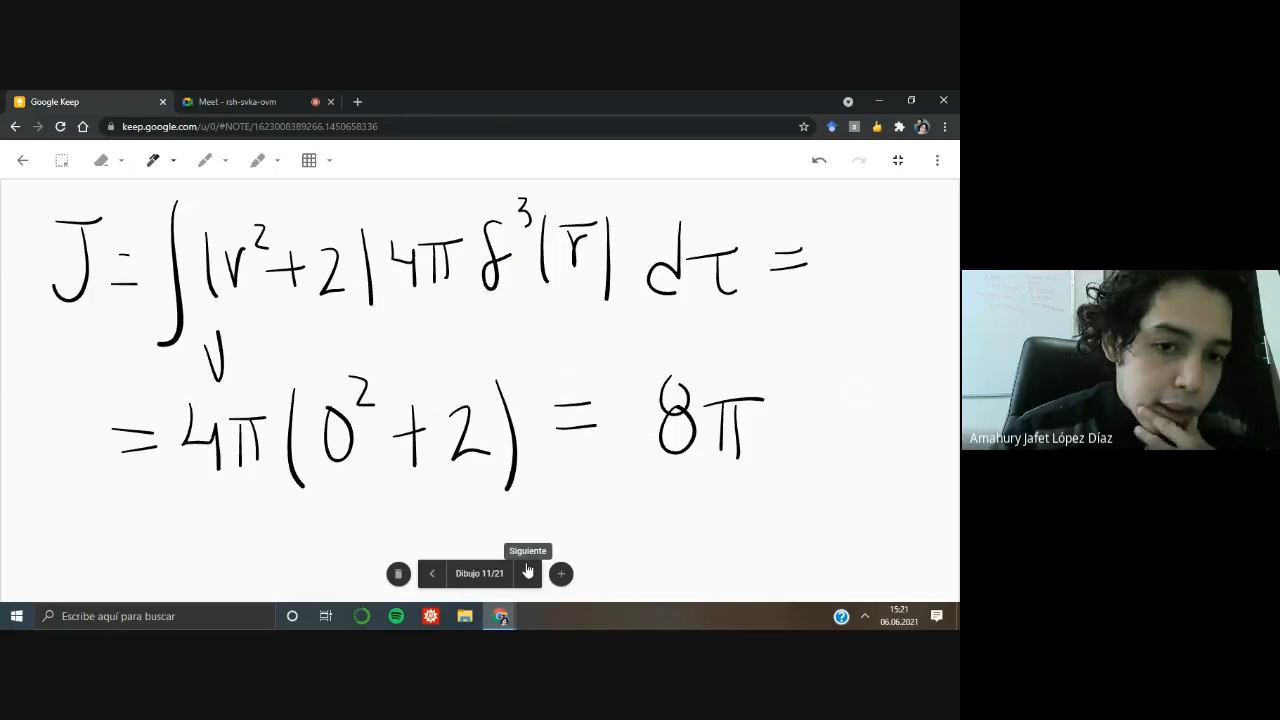 Google Keep
Meet - rsh-svka-ovm
keep.google.com/u/0/#NOTE/1623008389266.1450658336
J = ∫ (r² + 2) 4π δ³(r̄) dτ =
V
= 4π (0² + 2) = 8π
Siguiente
Dibujo 11/21
Escribe aquí para buscar
15:21
06.06.2021
Amahury Jafet López Díaz